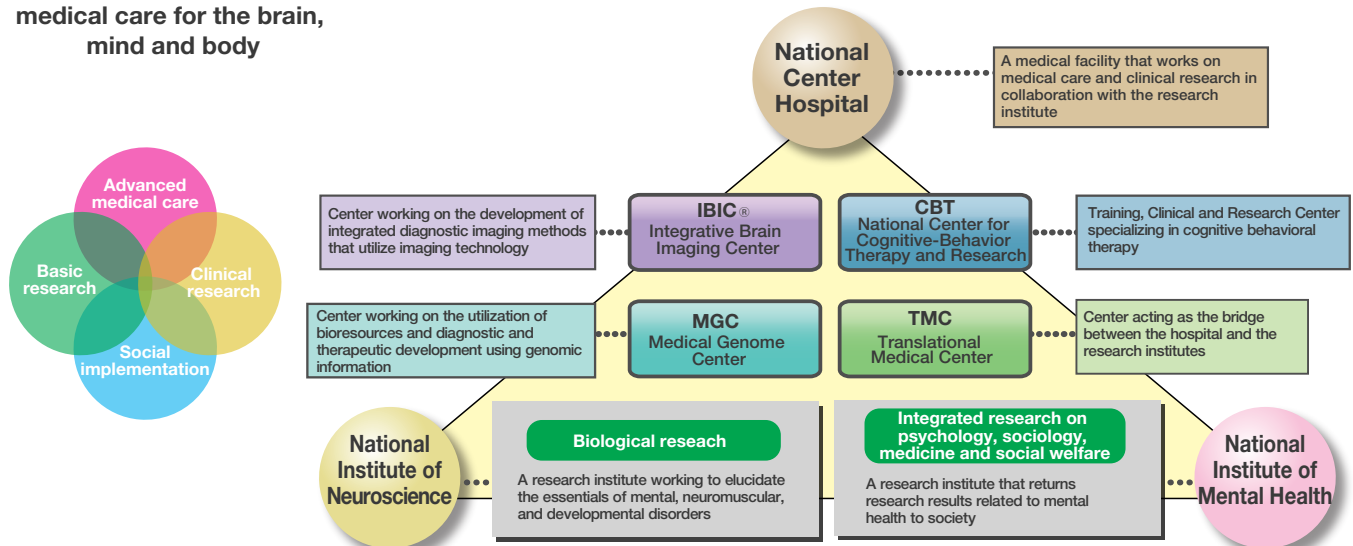 medical care for the brain,
mind and body
Advanced
medical care
Basic
research
Clinical
research
Social
implementation
National
Center
Hospital
A medical facility that works on
medical care and clinical research in
collaboration with the research
institute
Center working on the development of
integrated diagnostic imaging methods
that utilize imaging technology
IBIC®
Integrative Brain
Imaging Center
CBT
National Center for
Cognitive-Behavior
Therapy and Research
Training, Clinical and Research Center
specializing in cognitive behavioral
therapy
Center working on the utilization of
bioresources and diagnostic and
therapeutic development using genomic
information
MGC
Medical Genome
Center
TMC
Translational
Medical Center
Center acting as the bridge
between the hospital and the
research institutes
National
Institute of
Neuroscience
Biological reseach
A research institute working to elucidate
the essentials of mental, neuromuscular,
and developmental disorders
Integrated research on
psychology, sociology,
medicine and social welfare
A research institute that returns
research results related to mental
health to society
National
Institute of
Mental Health